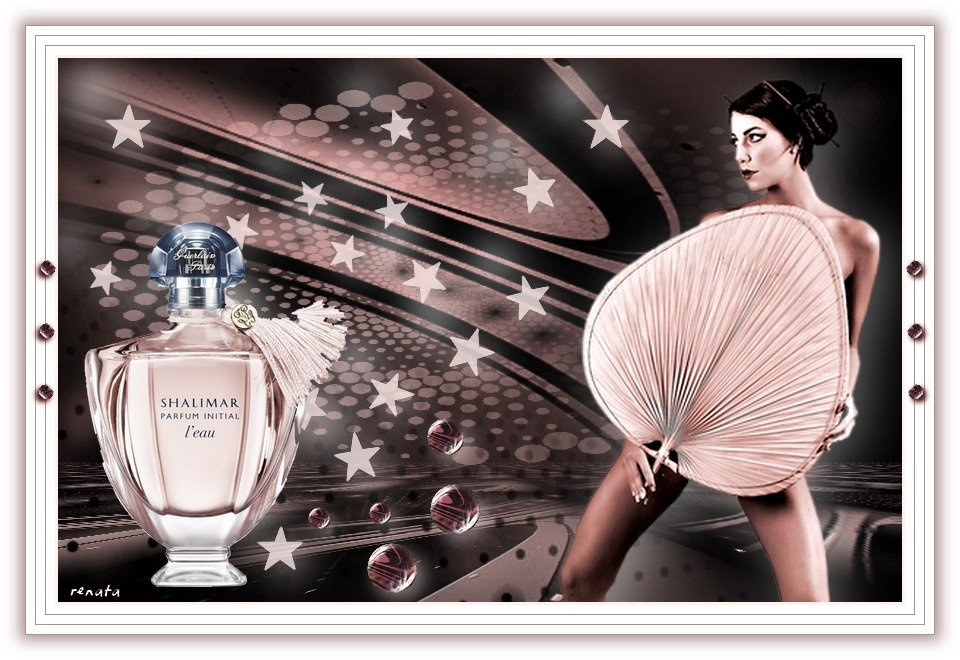 Guerlain
Paris
SHALIMAR
PARFUM INITIAL
l'eau
renata